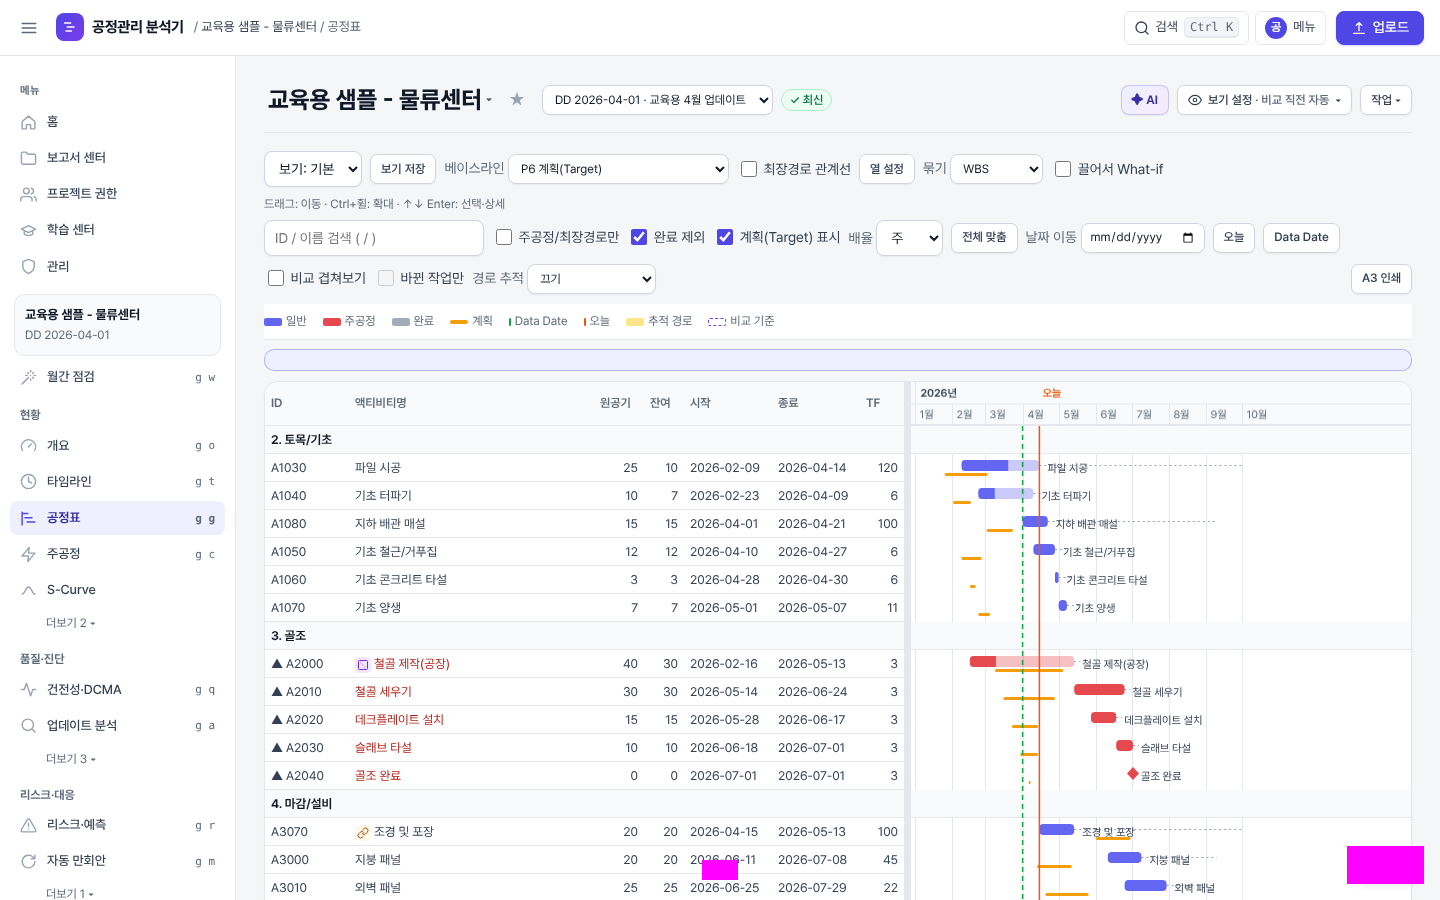 공정관리 분석기 / 교육용 샘플 - 물류센터 / 공정표
검색 Ctrl K
공 메뉴
업로드
메뉴
홈
보고서 센터
프로젝트 권한
학습 센터
관리
교육용 샘플 - 물류센터
DD 2026-04-01
월간 점검 g w
현황
개요 g o
타임라인 g t
공정표 g g
주공정 g c
S-Curve
더보기 2
품질·진단
건전성·DCMA g q
업데이트 분석 g a
더보기 3
리스크·대응
리스크·예측 g r
자동 만회안 g m
더보기 1
교육용 샘플 - 물류센터 ★ DD 2026-04-01 · 교육용 4월 업데이트 ✓ 최신
AI 보기 설정 · 비교 직전 자동 작업
보기: 기본 보기 저장 베이스라인 P6 계획(Target) 최장경로 관계선 열 설정 묶기 WBS 끌어서 What-if
드래그: 이동 · Ctrl+휠: 확대 · ↑↓ Enter: 선택·상세
ID / 이름 검색 ( / ) 주공정/최장경로만 완료 제외 계획(Target) 표시 배율 주 전체 맞춤 날짜 이동 mm/dd/yyyy 오늘 Data Date
비교 겹쳐보기 바뀐 작업만 경로 추적 끄기 A3 인쇄
일반 주공정 완료 계획 Data Date 오늘 추적 경로 비교 기준
ID 액티비티명 원공기 잔여 시작 종료 TF
2026년 오늘
1월 2월 3월 4월 5월 6월 7월 8월 9월 10월
2. 토목/기초
A1030 파일 시공 25 10 2026-02-09 2026-04-14 120 파일 시공
A1040 기초 터파기 10 7 2026-02-23 2026-04-09 6 기초 터파기
A1080 지하 배관 매설 15 15 2026-04-01 2026-04-21 100 지하 배관 매설
A1050 기초 철근/거푸집 12 12 2026-04-10 2026-04-27 6 기초 철근/거푸집
A1060 기초 콘크리트 타설 3 3 2026-04-28 2026-04-30 6 기초 콘크리트 타설
A1070 기초 양생 7 7 2026-05-01 2026-05-07 11 기초 양생
3. 골조
▲ A2000 철골 제작(공장) 40 30 2026-02-16 2026-05-13 3 철골 제작(공장)
▲ A2010 철골 세우기 30 30 2026-05-14 2026-06-24 3 철골 세우기
▲ A2020 데크플레이트 설치 15 15 2026-05-28 2026-06-17 3 데크플레이트 설치
▲ A2030 슬래브 타설 10 10 2026-06-18 2026-07-01 3 슬래브 타설
▲ A2040 골조 완료 0 0 2026-07-01 2026-07-01 3 골조 완료
4. 마감/설비
A3070 조경 및 포장 20 20 2026-04-15 2026-05-13 100 조경 및 포장
A3000 지붕 패널 20 20 2026-06-11 2026-07-08 45 지붕 패널
A3010 외벽 패널 25 25 2026-06-25 2026-07-29 22 외벽 패널